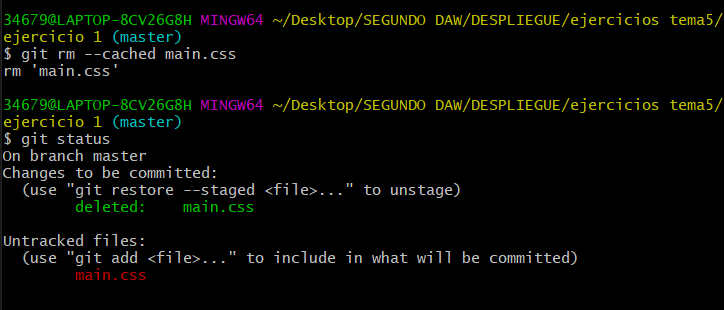 34679@LAPTOP-8CV26G8H MINGW64 ~/Desktop/SEGUNDO DAW/DESPLIEGUE/ejercicios tema5/
ejercicio 1 (master)
$ git rm --cached main.css
rm 'main.css'

34679@LAPTOP-8CV26G8H MINGW64 ~/Desktop/SEGUNDO DAW/DESPLIEGUE/ejercicios tema5/
ejercicio 1 (master)
$ git status
On branch master
Changes to be committed:
  (use "git restore --staged <file>..." to unstage)
        deleted:    main.css

Untracked files:
  (use "git add <file>..." to include in what will be committed)
        main.css